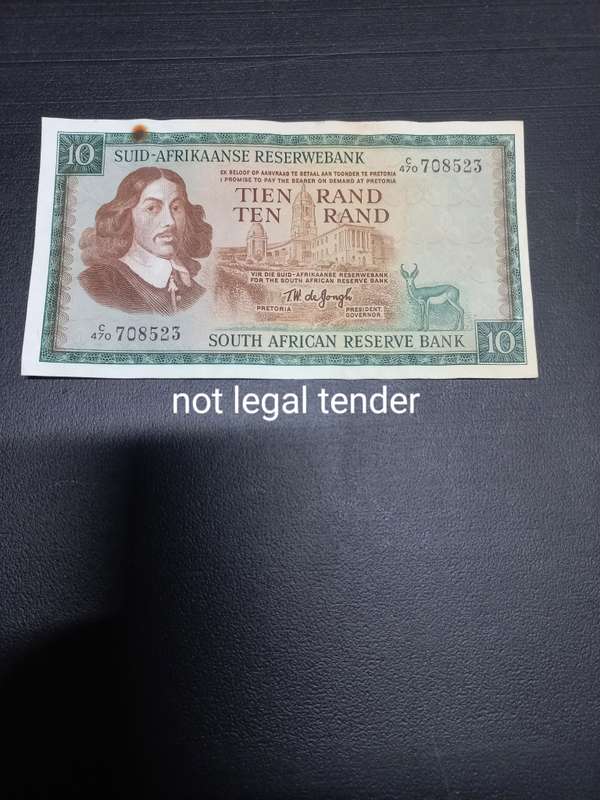 10
SUID-AFRIKAANSE RESERWEBANK
C/470 708523
EK BELOOF OP AANVRAAG TE BETAAL AAN TOONDER TE PRETORIA
I PROMISE TO PAY THE BEARER ON DEMAND AT PRETORIA
TIEN RAND
TEN RAND
VIR DIE SUID-AFRIKAANSE RESERWEBANK
FOR THE SOUTH AFRICAN RESERVE BANK
T.W. de Jongh
PRETORIA
PRESIDENT
GOVERNOR
C/470 708523
SOUTH AFRICAN RESERVE BANK
10
not legal tender